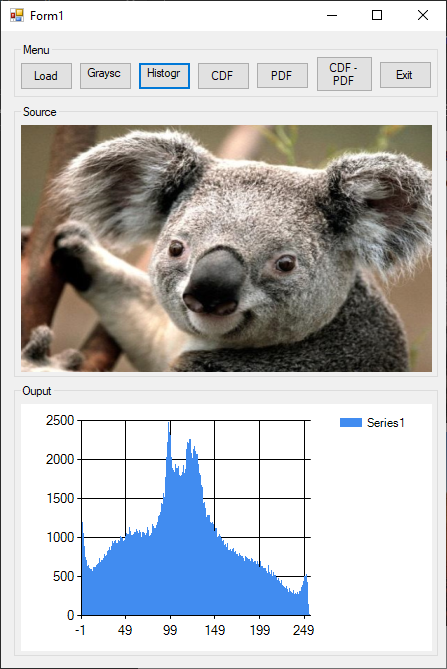 Form1
Menu
Load
Graysc
Histogr
CDF
PDF
CDF -
PDF
Exit
Source
Ouput
2500
2000
1500
1000
500
0
-1 49 99 149 199 249
Series1